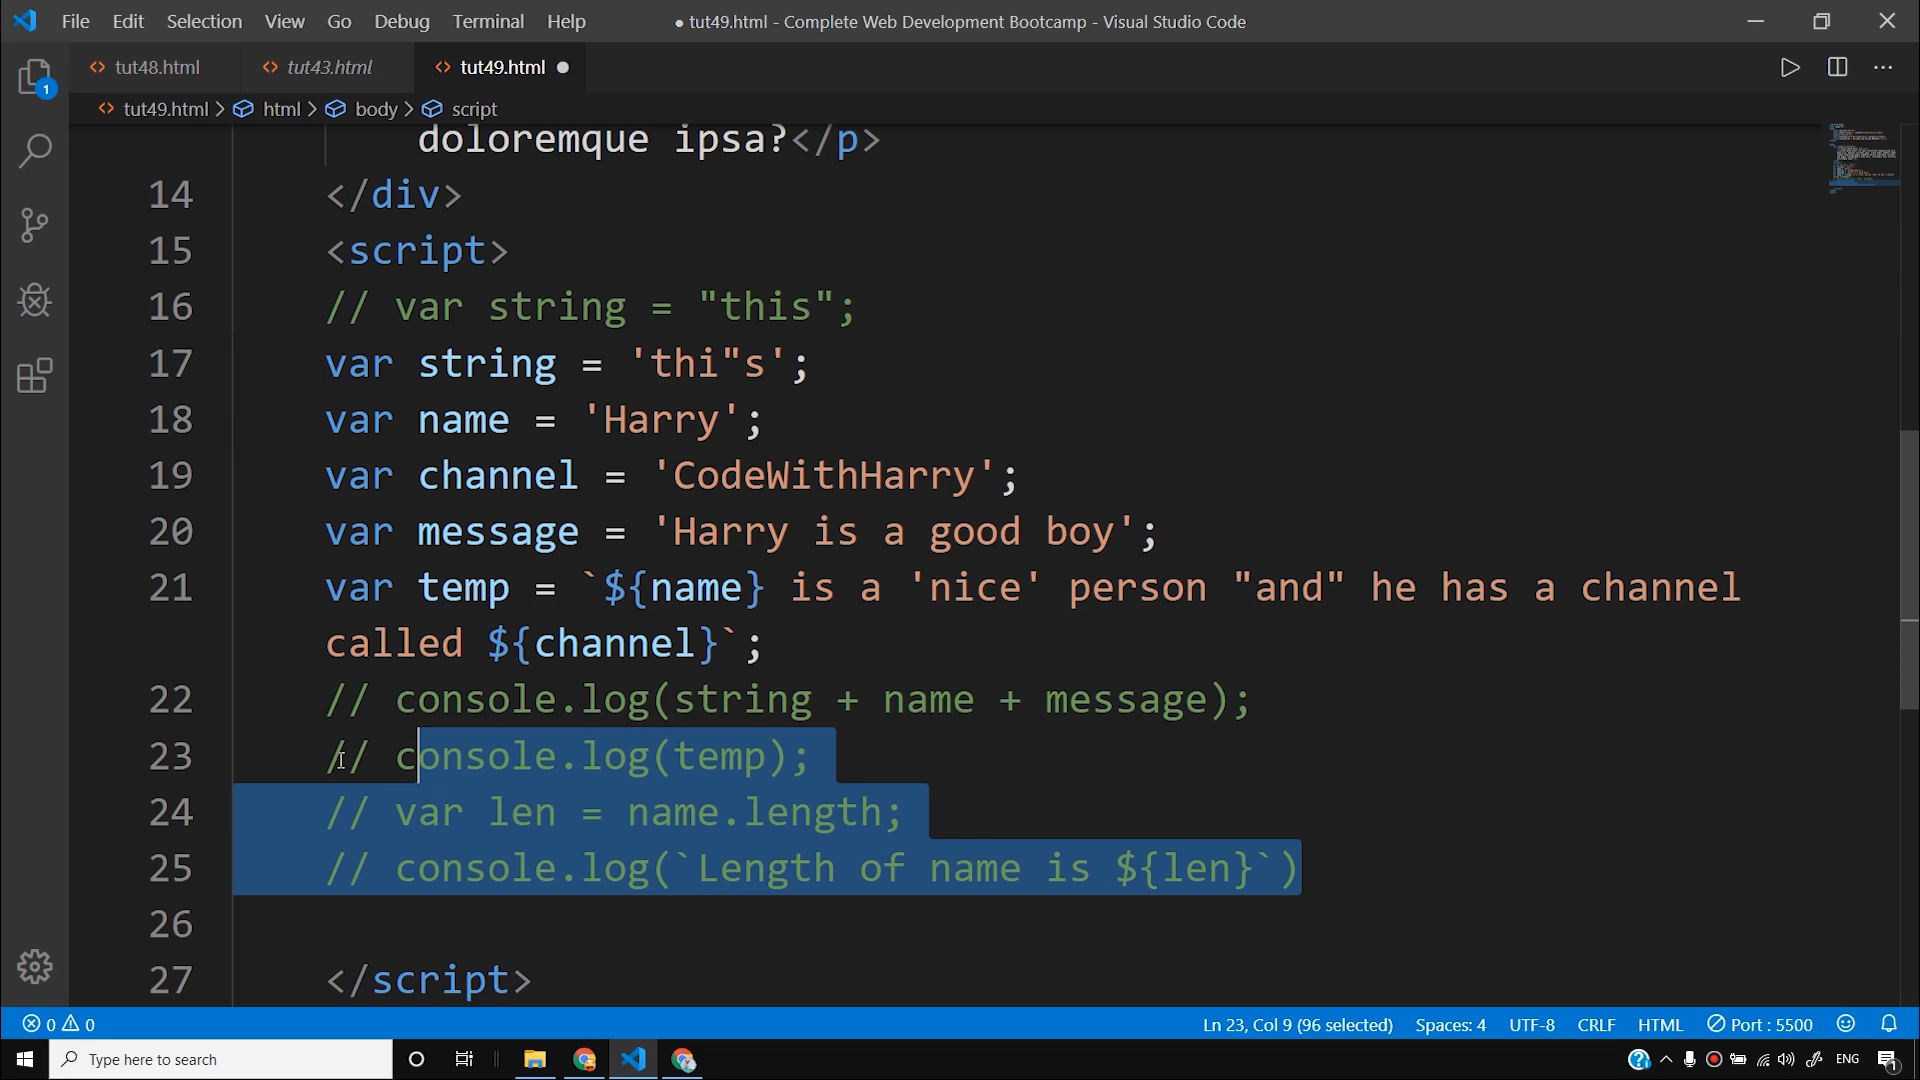 File Edit Selection View Go Debug Terminal Help ● tut49.html - Complete Web Development Bootcamp - Visual Studio Code
tut48.html tut43.html tut49.html
1
tut49.html > html > body > script
doloremque ipsa?</p>
14 </div>
15 <script>
16 // var string = "this";
17 var string = 'thi"s';
18 var name = 'Harry';
19 var channel = 'CodeWithHarry';
20 var message = 'Harry is a good boy';
21 var temp = `${name} is a 'nice' person "and" he has a channel
called ${channel}`;
22 // console.log(string + name + message);
23 // console.log(temp);
24 // var len = name.length;
25 // console.log(`Length of name is ${len}`)
26
27 </script>
0 0 Ln 23, Col 9 (96 selected) Spaces: 4 UTF-8 CRLF HTML Port : 5500
Type here to search ENG 1